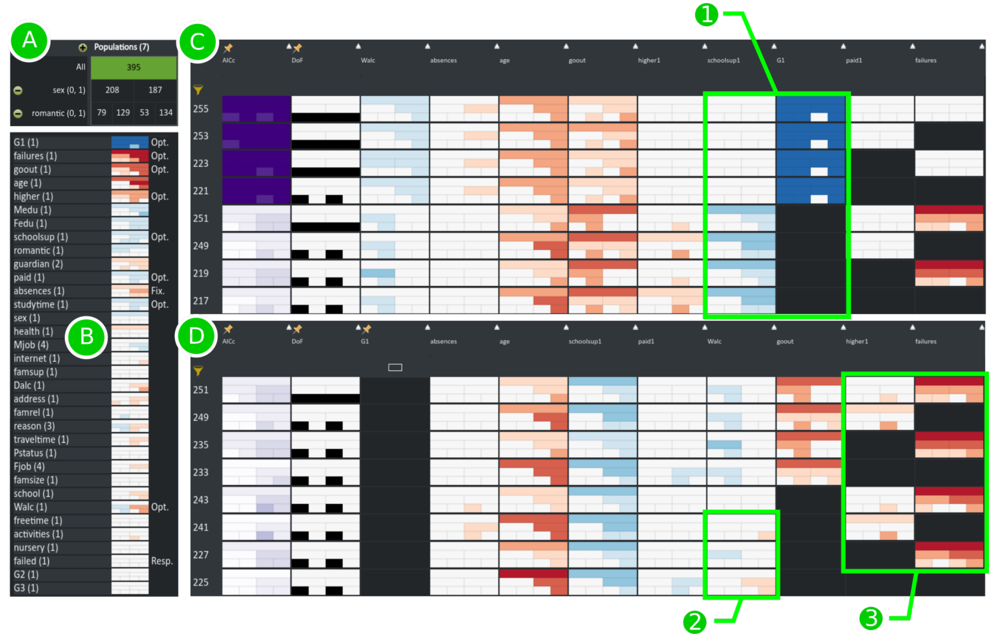 A
Populations (7)
All 395
sex (0, 1) 208 187
romantic (0, 1) 79 129 53 134
B
G1 (1) Opt.
failures (1) Opt.
goout (1) Opt.
age (1)
higher (1) Opt.
Medu (1)
Fedu (1)
schoolsup (1) Opt.
romantic (1)
guardian (2)
paid (1) Opt.
absences (1) Fix.
studytime (1) Opt.
sex (1)
health (1)
Mjob (4)
internet (1)
famsup (1)
Dalc (1)
address (1)
famrel (1)
reason (3)
traveltime (1)
Pstatus (1)
Fjob (4)
famsize (1)
school (1)
Walc (1) Opt.
freetime (1)
activities (1)
nursery (1)
failed (1) Resp.
G2 (1)
G3 (1)
C
1
AICc DoF Walc absences age goout higher1 schoolsup1 G1 paid1 failures
255
253
223
221
251
249
219
217
D
AICc DoF G1 absences age schoolsup1 paid1 Walc goout higher1 failures
251
249
235
233
243
241
227
225
2
3